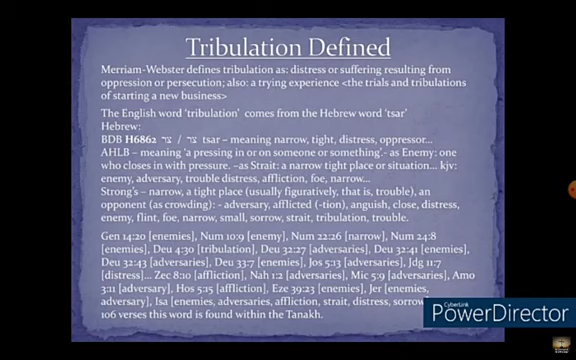 Tribulation Defined
Merriam-Webster defines tribulation as: distress or suffering resulting from
oppression or persecution; also: a trying experience <the trials and tribulations
of starting a new business>
The English word 'tribulation' comes from the Hebrew word 'tsar'
Hebrew:
BDB H6862 צר / צר tsar – meaning narrow, tight, distress, oppressor...
AHLB – meaning 'a pressing in or on someone or something'.- as Enemy: one
who closes in with pressure. –as Strait: a narrow tight place or situation... kjv:
enemy, adversary, trouble distress, affliction, foe, narrow...
Strong's – narrow, a tight place (usually figuratively, that is, trouble), an
opponent (as crowding): - adversary, afflicted (-tion), anguish, close, distress,
enemy, flint, foe, narrow, small, sorrow, strait, tribulation, trouble.
Gen 14:20 [enemies], Num 10:9 [enemy], Num 22:26 [narrow], Num 24:8
[enemies], Deu 4:30 [tribulation], Deu 32:27 [adversaries], Deu 32:41 [enemies],
Deu 32:43 [adversaries], Deu 33:7 [enemies], Jos 5:13 [adversaries], Jdg 11:7
[distress]... Zec 8:10 [affliction], Nah 1:2 [adversaries], Mic 5:9 [adversaries], Amo
3:11 [adversary], Hos 5:15 [affliction], Eze 39:23 [enemies], Jer [enemies,
adversary], Isa [enemies, adversaries, affliction, strait, distress, sorrow
106 verses this word is found within the Tanakh.
CyberLink
PowerDirector